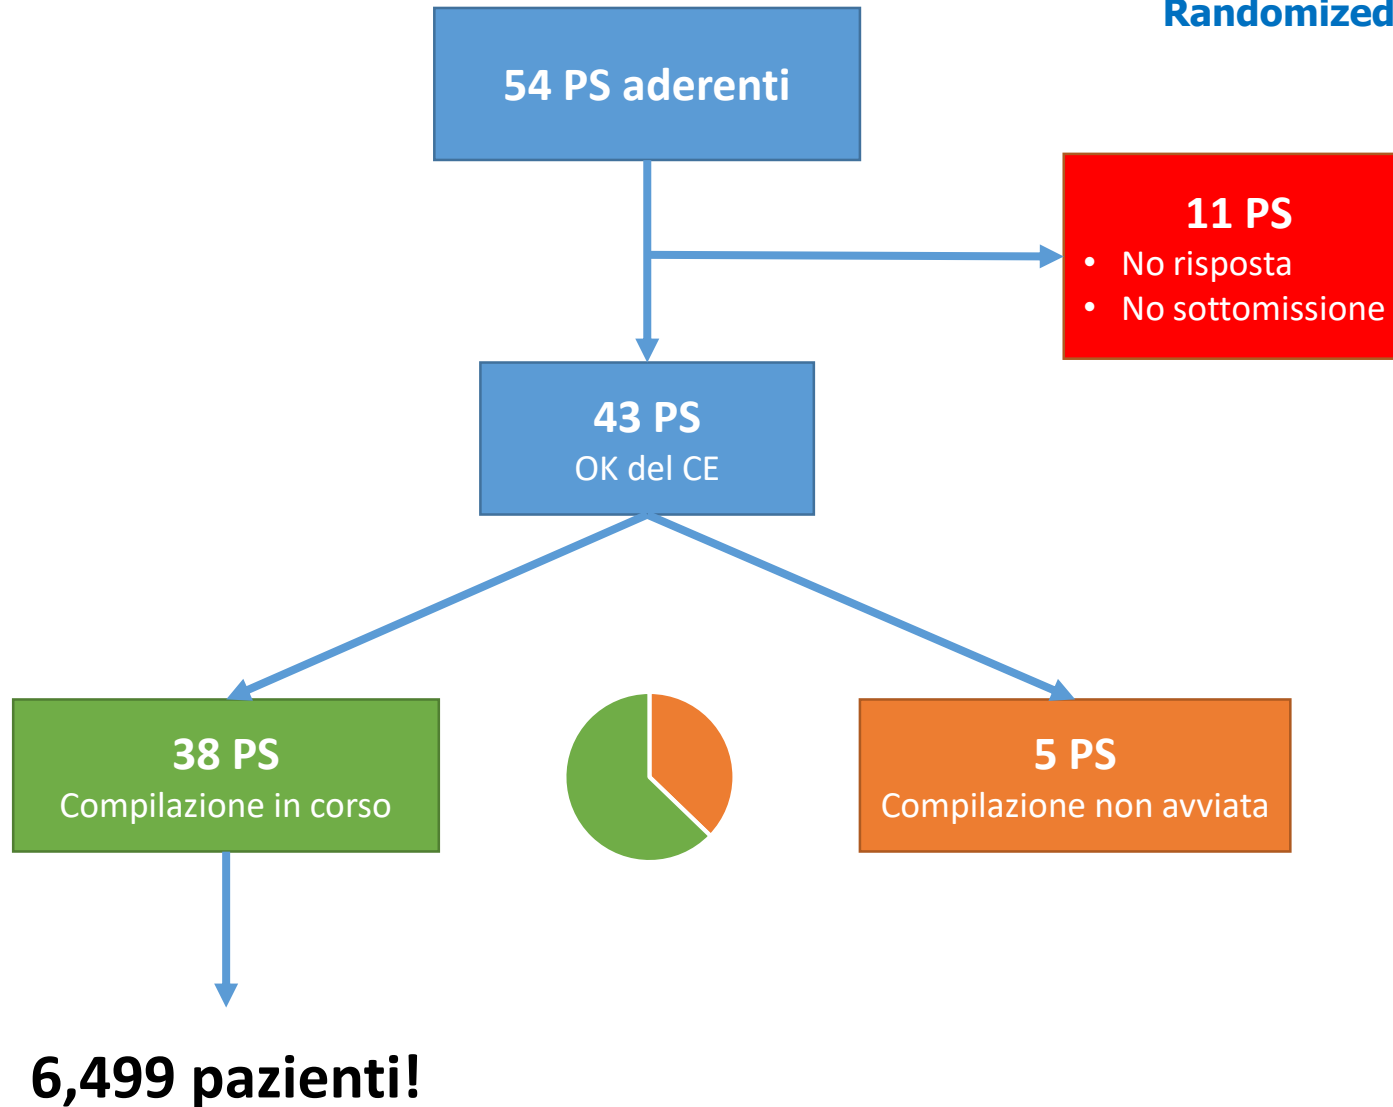 Randomized
54 PS aderenti
11 PS
• No risposta
• No sottomissione
43 PS
OK del CE
38 PS
Compilazione in corso
5 PS
Compilazione non avviata
6,499 pazienti!